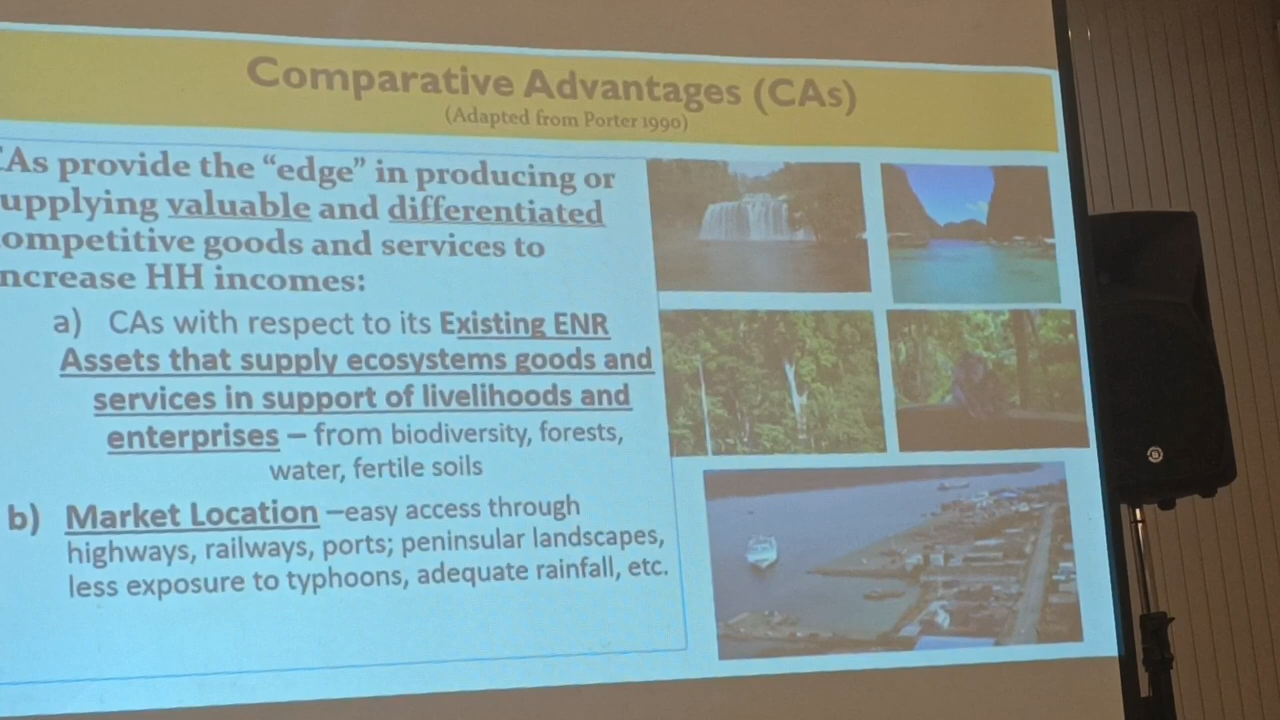 Comparative Advantages (CAs)
(Adapted from Porter 1990)
CAs provide the “edge” in producing or
upplying valuable and differentiated
ompetitive goods and services to
ncrease HH incomes:
a) CAs with respect to its Existing ENR
Assets that supply ecosystems goods and
services in support of livelihoods and
enterprises – from biodiversity, forests,
water, fertile soils
b) Market Location –easy access through
highways, railways, ports; peninsular landscapes,
less exposure to typhoons, adequate rainfall, etc.